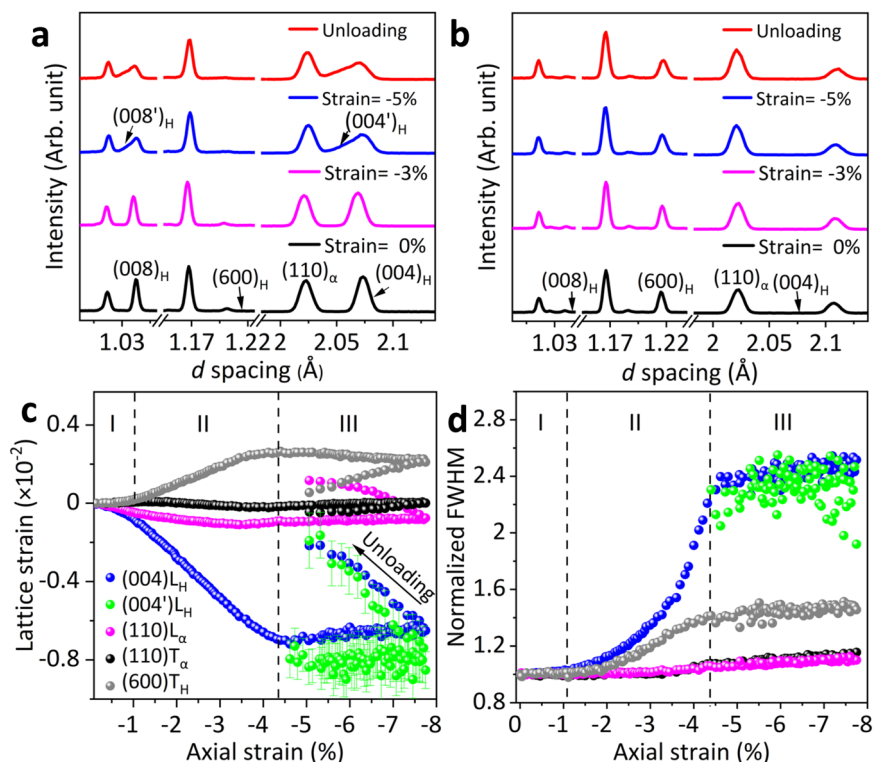 a
Intensity (Arb. unit)
Unloading
(008')H
Strain= -5%
(004')H
Strain= -3%
Strain= 0%
(008)H
(600)H
(110)α
(004)H
1.03
1.17
1.22
2
2.05
2.1
d spacing (Å)
b
Intensity (Arb. unit)
Unloading
Strain= -5%
Strain= -3%
Strain= 0%
(008)H
(600)H
(110)α
(004)H
1.03
1.17
1.22
2
2.05
2.1
d spacing (Å)
c
I
II
III
Lattice strain (×10⁻²)
0.4
0
-0.4
-0.8
Unloading
(004)LH
(004')LH
(110)Lα
(110)Tα
(600)TH
-1
-2
-3
-4
-5
-6
-7
-8
Axial strain (%)
d
I
II
III
Normalized FWHM
2.8
2.4
2
1.6
1.2
0.8
0
-1
-2
-3
-4
-5
-6
-7
-8
Axial strain (%)